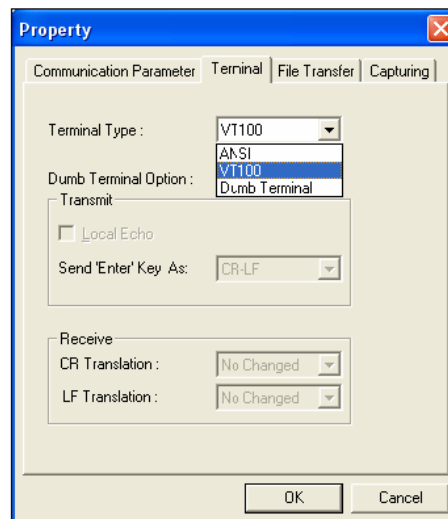 Property
Communication Parameter Terminal File Transfer Capturing
Terminal Type : VT100
ANSI
VT100
Dumb Terminal Option :
Dumb Terminal
Transmit
Local Echo
Send 'Enter' Key As: CR-LF
Receive
CR Translation : No Changed
LF Translation : No Changed
OK Cancel